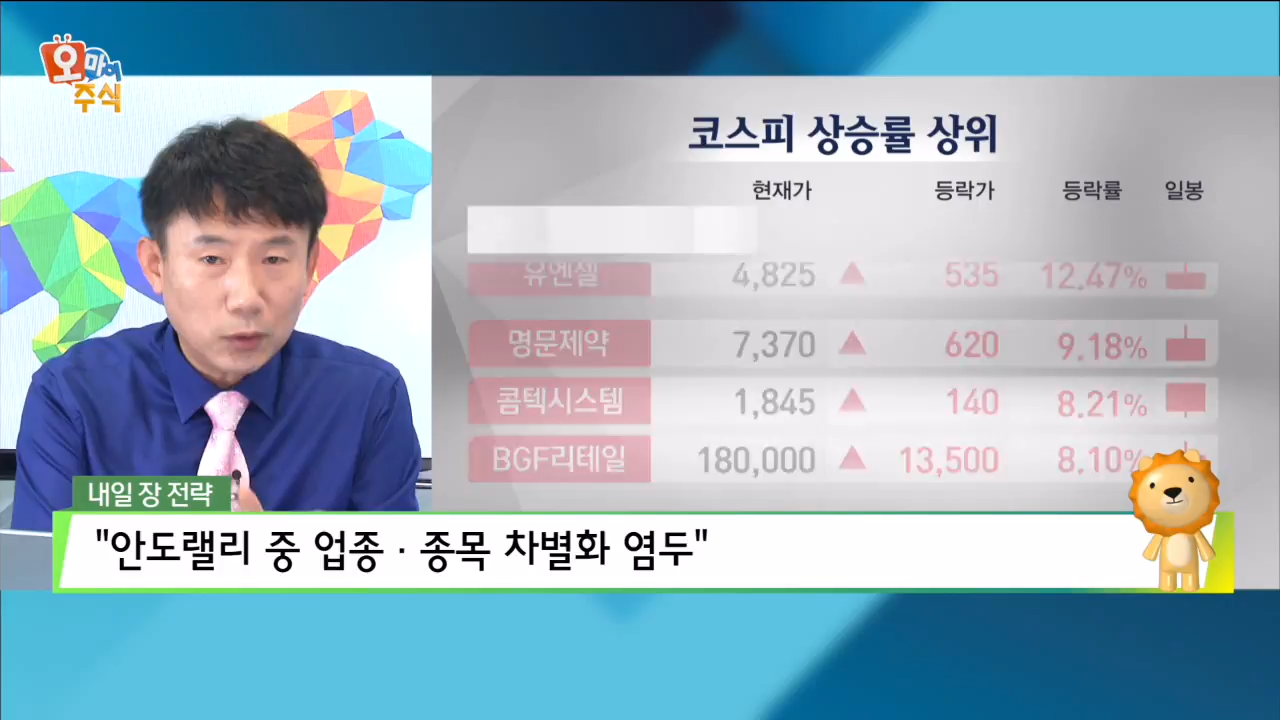 오마이
주식
코스피 상승률 상위
현재가 등락가 등락률 일봉
유엔셀 4,825 ▲ 535 12.47%
명문제약 7,370 ▲ 620 9.18%
콤텍시스템 1,845 ▲ 140 8.21%
BGF리테일 180,000 ▲ 13,500 8.10%
내일 장 전략
"안도랠리 중 업종·종목 차별화 염두"